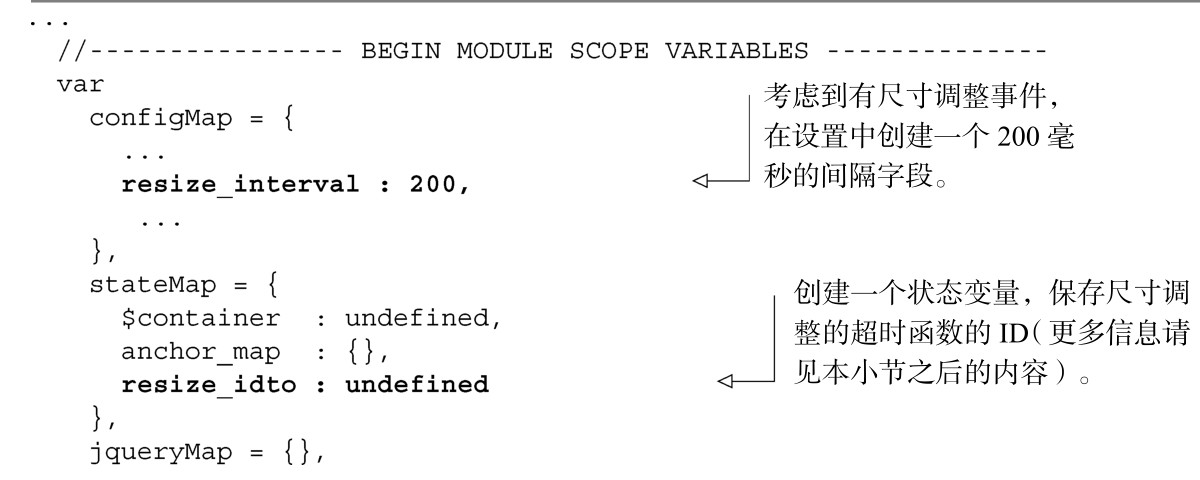 ...
//---------------- BEGIN MODULE SCOPE VARIABLES --------------
var
configMap = {
...
resize_interval : 200,
...
},
stateMap = {
$container : undefined,
anchor_map : {},
resize_idto : undefined
},
jqueryMap = {},
考虑到有尺寸调整事件，
在设置中创建一个 200 毫
秒的间隔字段。
创建一个状态变量，保存尺寸调
整的超时函数的 ID（更多信息请
见本小节之后的内容）。